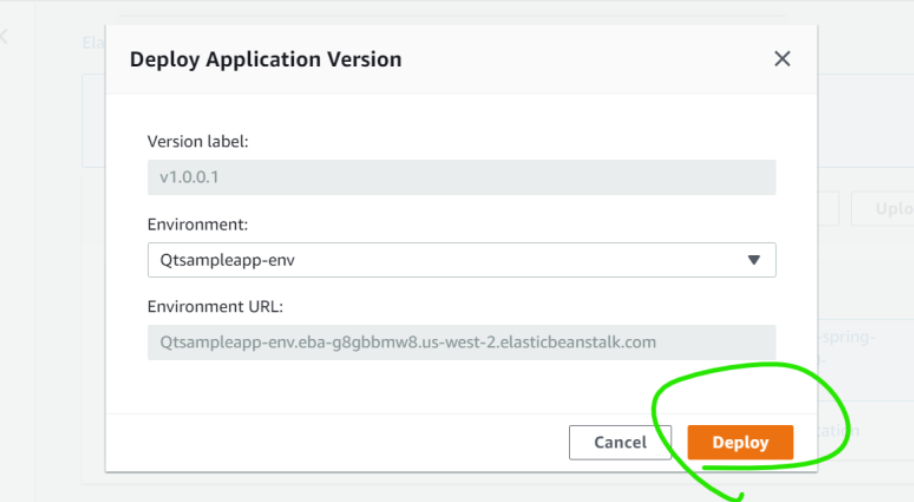 Ela
Deploy Application Version
Version label:
v1.0.0.1
Uplo
Environment:
Qtsampleapp-env
Environment URL:
-spring-
Qtsampleapp-env.eba-g8gbbmw8.us-west-2.elasticbeanstalk.com
Cancel
Deploy